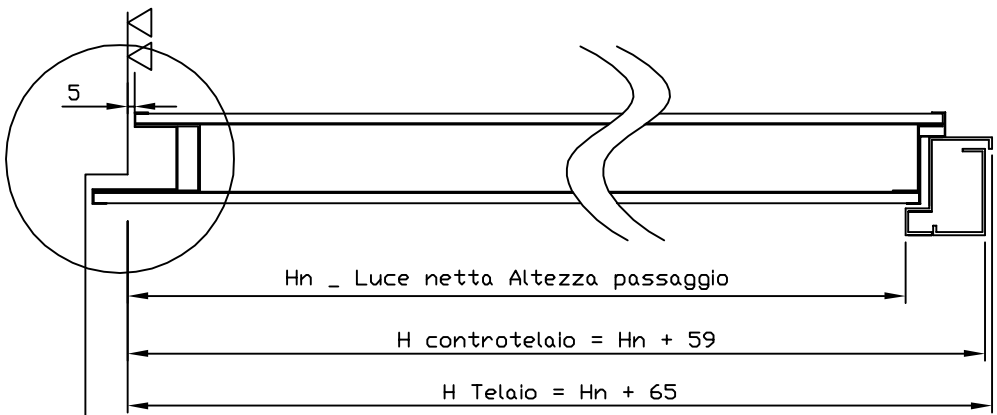 5
Hn _ Luce netta Altezza passaggio
H controtelaio = Hn + 59
H Telaio = Hn + 65